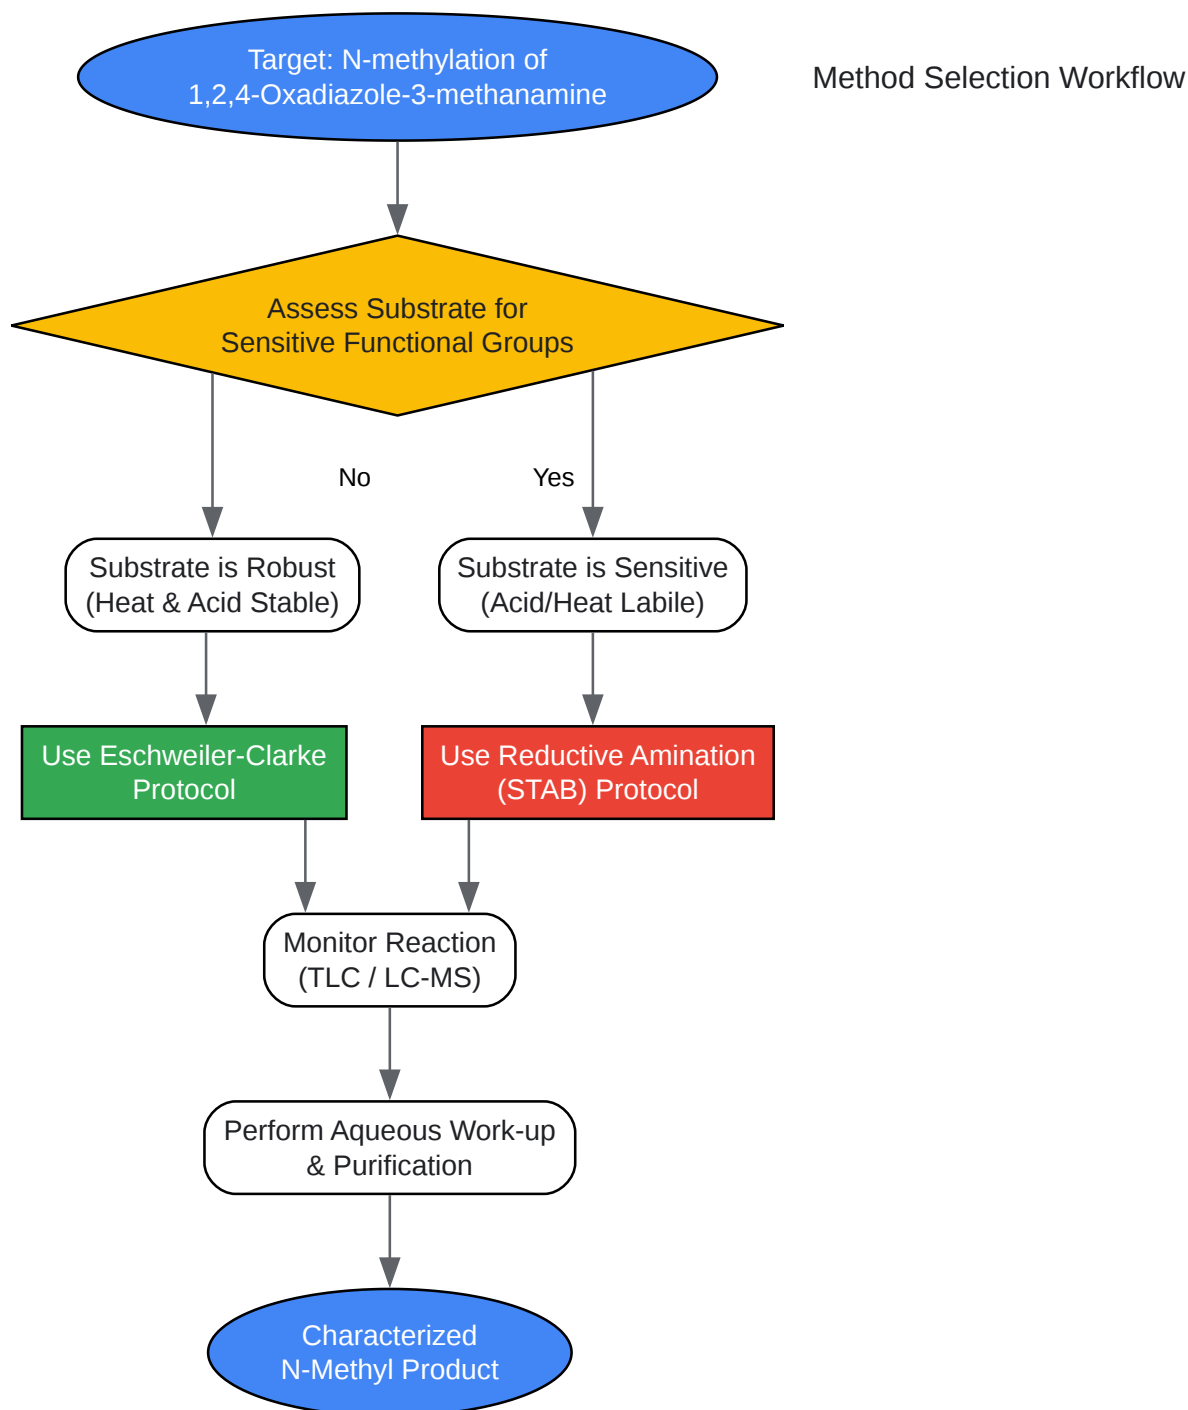 Target: N-methylation of
1,2,4-Oxadiazole-3-methanamine
Method Selection Workflow
Assess Substrate for
Sensitive Functional Groups
No
Yes
Substrate is Robust
(Heat & Acid Stable)
Substrate is Sensitive
(Acid/Heat Labile)
Use Eschweiler-Clarke
Protocol
Use Reductive Amination
(STAB) Protocol
Monitor Reaction
(TLC / LC-MS)
Perform Aqueous Work-up
& Purification
Characterized
N-Methyl Product